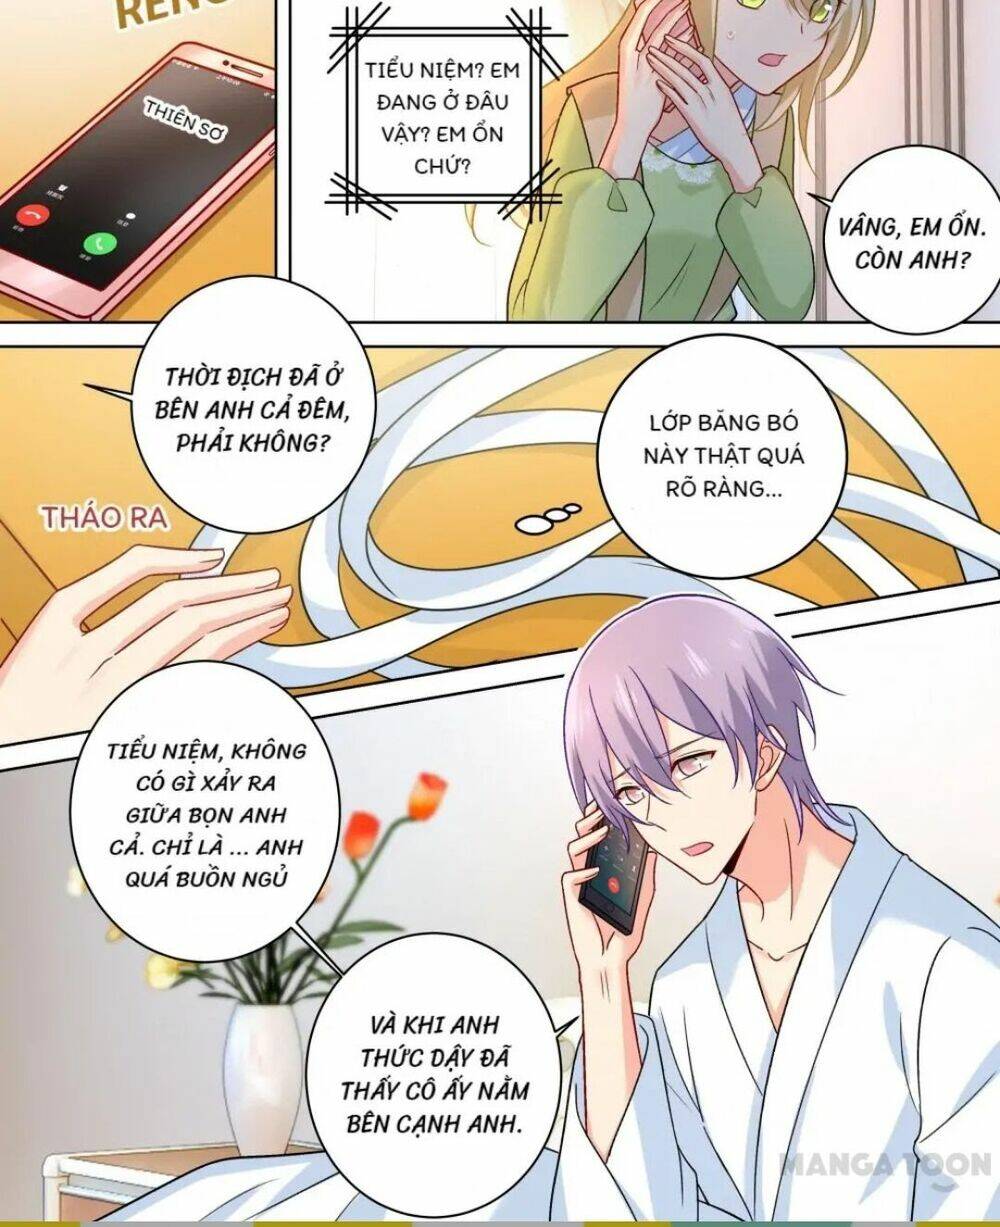 RENG
THIÊN SƠ
TIỂU NIỆM? EM
ĐANG Ở ĐÂU
VẬY? EM ỔN
CHỨ?
VÂNG, EM ỔN.
CÒN ANH?
THỜI ĐỊCH ĐÃ Ở
BÊN ANH CẢ ĐÊM,
PHẢI KHÔNG?
LỚP BĂNG BÓ
NÀY THẬT QUÁ
RÕ RÀNG...
THÁO RA
TIỂU NIỆM, KHÔNG
CÓ GÌ XẢY RA
GIỮA BỌN ANH
CẢ. CHỈ LÀ ... ANH
QUÁ BUỒN NGỦ
VÀ KHI ANH
THỨC DẬY ĐÃ
THẤY CÔ ẤY NẰM
BÊN CẠNH ANH.
MANGA TOON